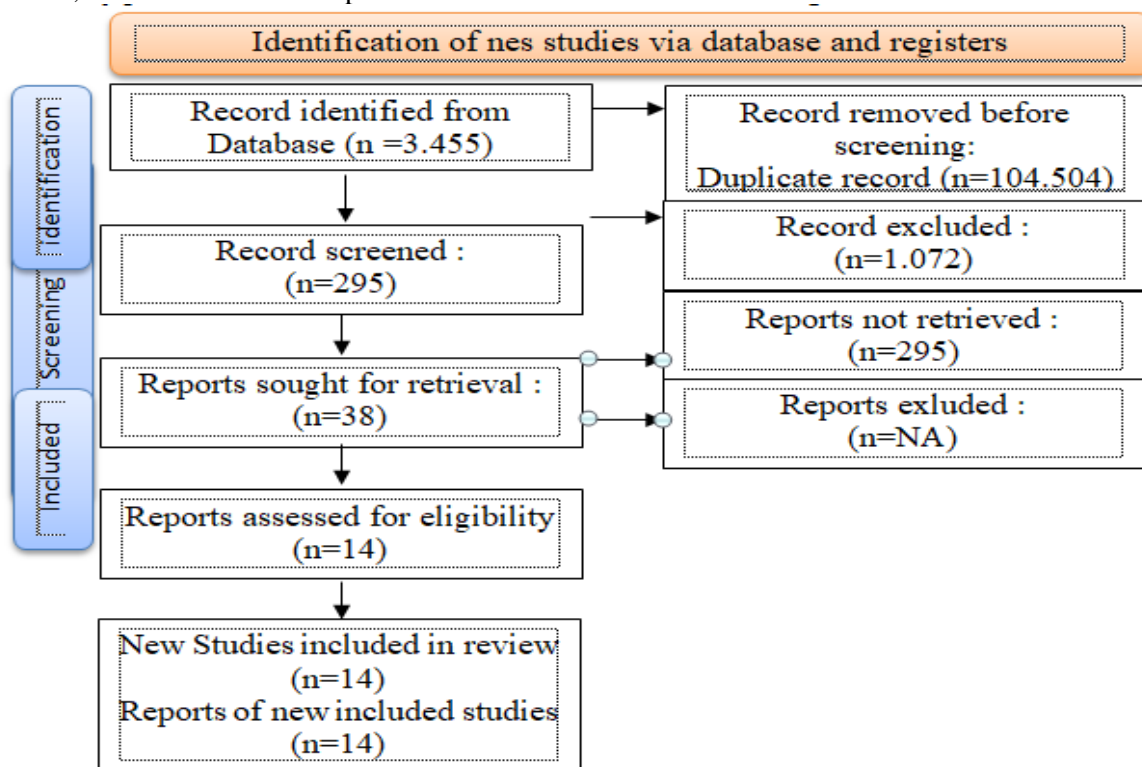 Identification of nes studies via database and registers
identification
Screening
Included
Record identified from
Database (n =3.455)
Record removed before
screening:
Duplicate record (n=104.504)
Record screened :
(n=295)
Record excluded :
(n=1.072)
Reports sought for retrieval :
(n=38)
Reports not retrieved :
(n=295)
Reports exluded :
(n=NA)
Reports assessed for eligibility
(n=14)
New Studies included in review
(n=14)
Reports of new included studies
(n=14)